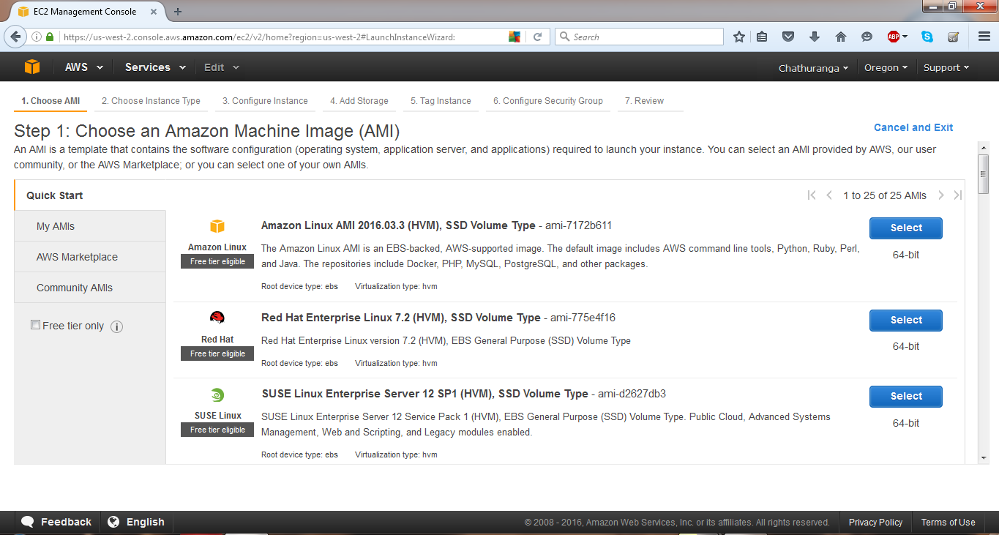 EC2 Management Console
https://us-west-2.console.aws.amazon.com/ec2/v2/home?region=us-west-2#LaunchInstanceWizard:
Search
ABP
AWS Services Edit Chathuranga Oregon Support
1. Choose AMI 2. Choose Instance Type 3. Configure Instance 4. Add Storage 5. Tag Instance 6. Configure Security Group 7. Review
Step 1: Choose an Amazon Machine Image (AMI)
Cancel and Exit
An AMI is a template that contains the software configuration (operating system, application server, and applications) required to launch your instance. You can select an AMI provided by AWS, our user
community, or the AWS Marketplace; or you can select one of your own AMIs.
Quick Start
My AMIs
AWS Marketplace
Community AMIs
Free tier only
1 to 25 of 25 AMIs
Amazon Linux
Free tier eligible
Amazon Linux AMI 2016.03.3 (HVM), SSD Volume Type - ami-7172b611
The Amazon Linux AMI is an EBS-backed, AWS-supported image. The default image includes AWS command line tools, Python, Ruby, Perl,
and Java. The repositories include Docker, PHP, MySQL, PostgreSQL, and other packages.
Root device type: ebs Virtualization type: hvm
Select
64-bit
Red Hat
Free tier eligible
Red Hat Enterprise Linux 7.2 (HVM), SSD Volume Type - ami-775e4f16
Red Hat Enterprise Linux version 7.2 (HVM), EBS General Purpose (SSD) Volume Type
Root device type: ebs Virtualization type: hvm
Select
64-bit
SUSE Linux
Free tier eligible
SUSE Linux Enterprise Server 12 SP1 (HVM), SSD Volume Type - ami-d2627db3
SUSE Linux Enterprise Server 12 Service Pack 1 (HVM), EBS General Purpose (SSD) Volume Type. Public Cloud, Advanced Systems
Management, Web and Scripting, and Legacy modules enabled.
Root device type: ebs Virtualization type: hvm
Select
64-bit
Feedback English © 2008 - 2016, Amazon Web Services, Inc. or its affiliates. All rights reserved. Privacy Policy Terms of Use